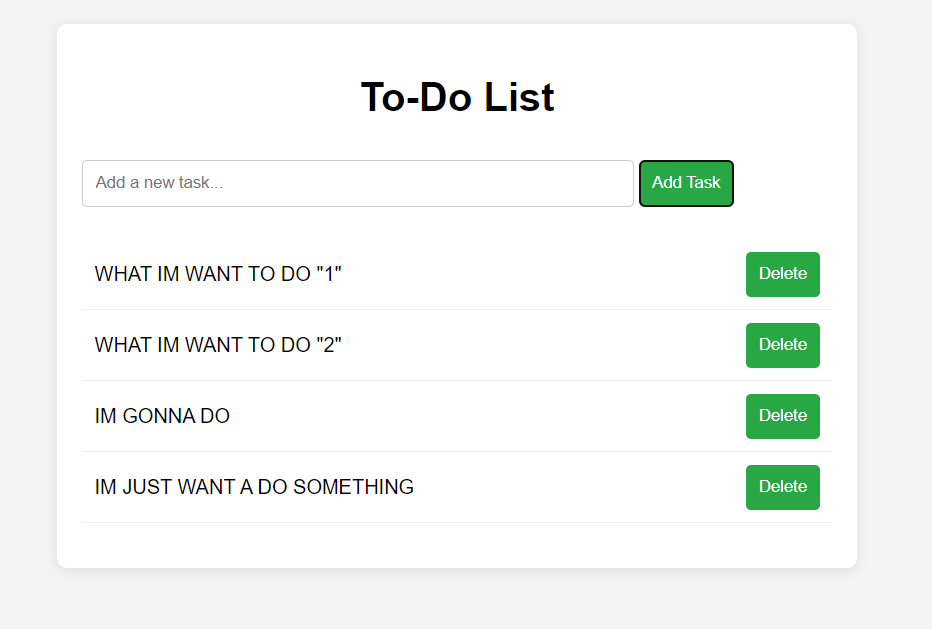 To-Do List
Add a new task...
Add Task
WHAT IM WANT TO DO "1"
Delete
WHAT IM WANT TO DO "2"
Delete
IM GONNA DO
Delete
IM JUST WANT A DO SOMETHING
Delete